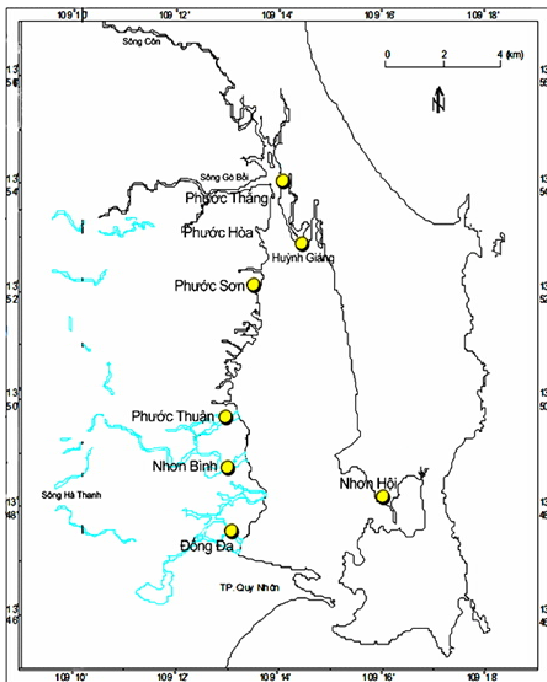 109°10' 109°12' 109°14' 109°16' 109°18'
Sông Côn
0 2 4 (km)
N
Sông Gò Bồi
Phước Thắng
Phước Hòa
Huỳnh Giảng
Phước Sơn
Phước Thuận
Nhơn Bình
Nhơn Hội
Sông Hà Thanh
Đống Đa
TP. Quy Nhơn
109°10' 109°12' 109°14' 109°16' 109°18'